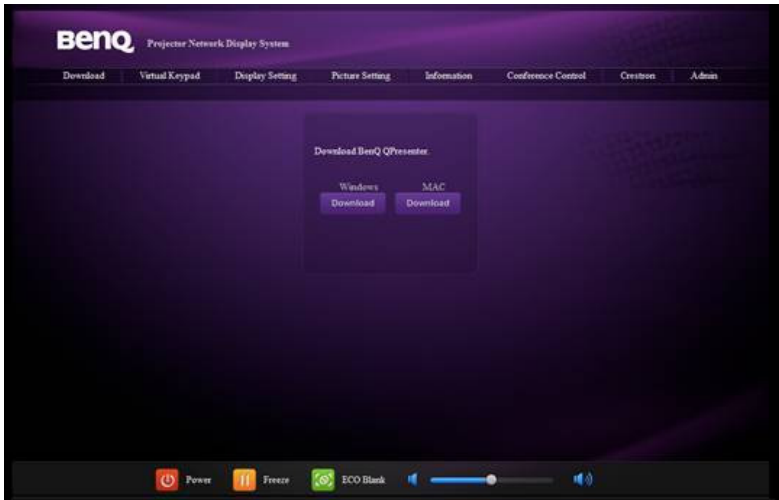 BenQ Projector Network Display System
Download Virtual Keypad Display Setting Picture Setting Information Conference Control Crestron Admin
Download BenQ QPresenter.
Windows MAC
Download Download
Power Freeze ECO Blank